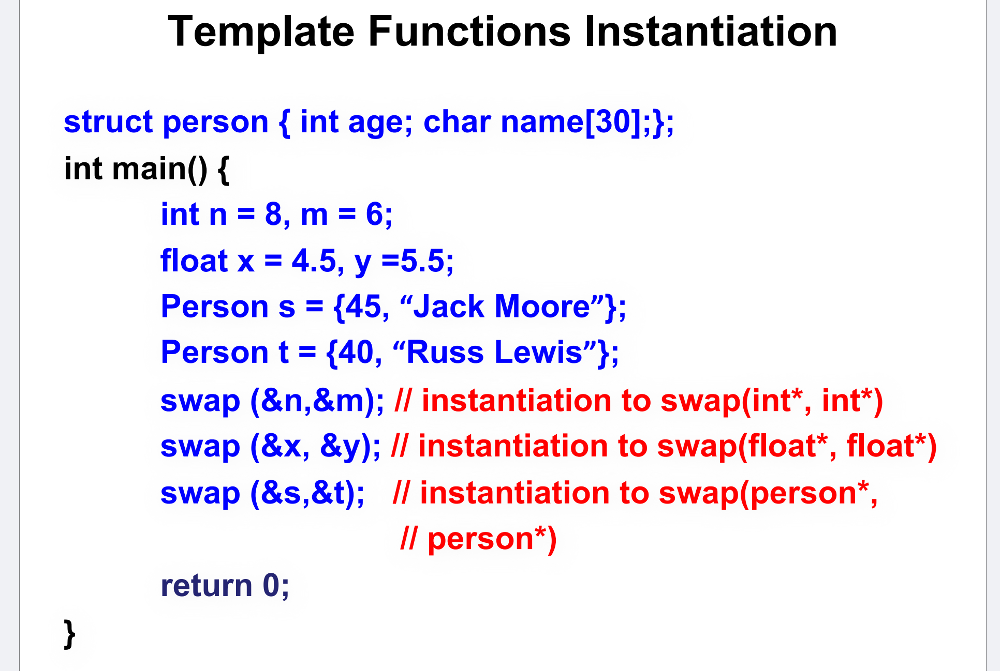 Template Functions Instantiation
struct person { int age; char name[30];};
int main() {
int n = 8, m = 6;
float x = 4.5, y =5.5;
Person s = {45, “Jack Moore”};
Person t = {40, “Russ Lewis”};
swap (&n,&m); // instantiation to swap(int*, int*)
swap (&x, &y); // instantiation to swap(float*, float*)
swap (&s,&t); // instantiation to swap(person*,
// person*)
return 0;
}